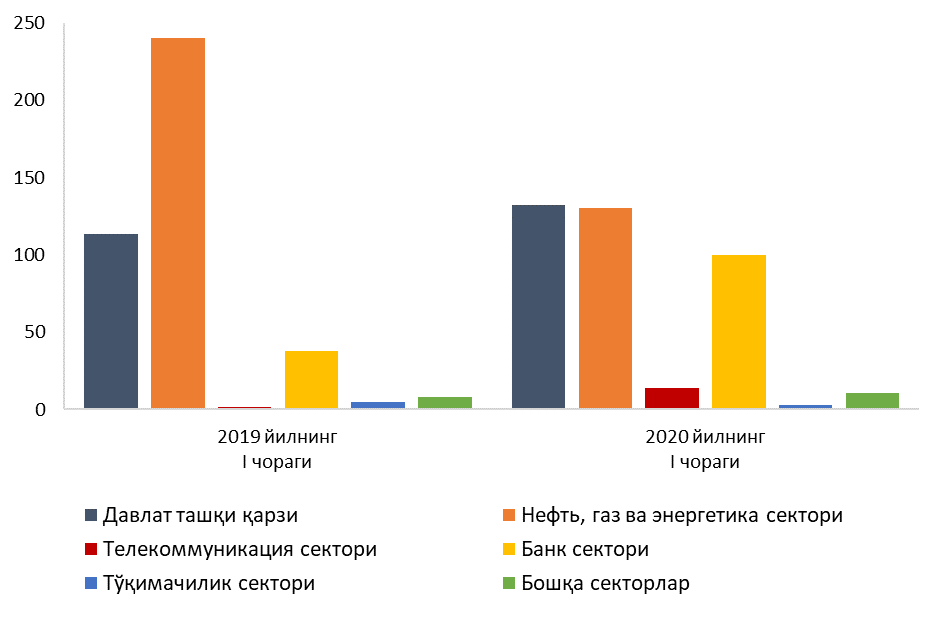 250
200
150
100
50
0
2019 йилнинг
I чораги
2020 йилнинг
I чораги
Давлат ташқи қарзи
Нефть, газ ва энергетика сектори
Телекоммуникация сектори
Банк сектори
Тўқимачилик сектори
Бошқа секторлар